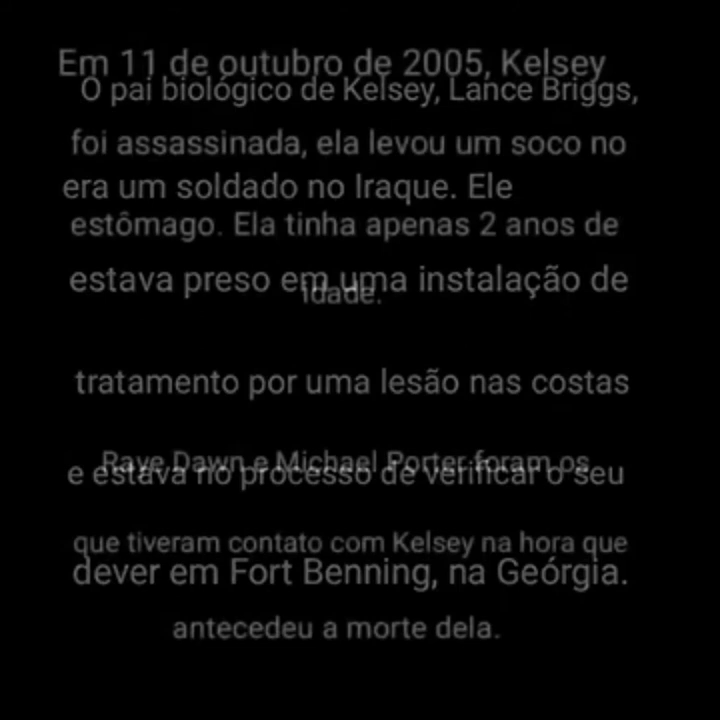 Em 11 de outubro de 2005, Kelsey
O pai biológico de Kelsey, Lance Briggs,
foi assassinada, ela levou um soco no
era um soldado no Iraque. Ele
estômago. Ela tinha apenas 2 anos de
estava preso em uma instalação de
idade.
tratamento por uma lesão nas costas
Raye Dawn e Michael Porter foram os
e estava no processo de verificar o seu
que tiveram contato com Kelsey na hora que
dever em Fort Benning, na Geórgia.
antecedeu a morte dela.